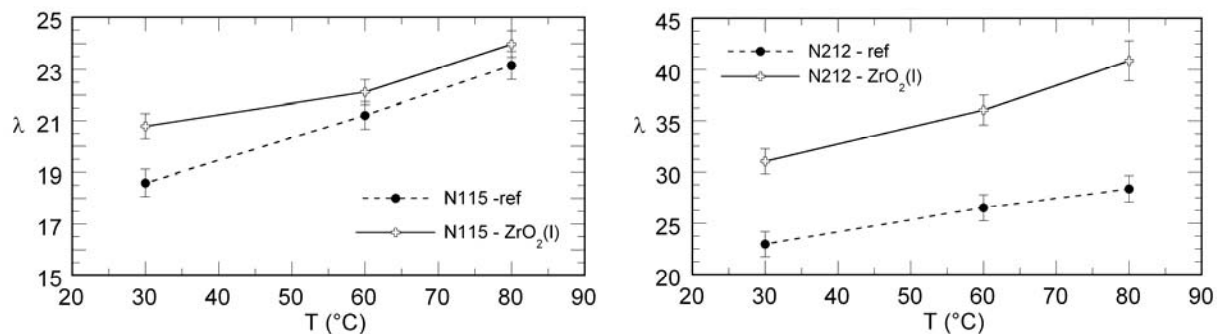 25
23
21
λ
19
17
15
N115 -ref
N115 - ZrO₂(I)
20 30 40 50 60 70 80 90
T (°C)
45
40
35
λ
30
25
20
N212 - ref
N212 - ZrO₂(I)
20 30 40 50 60 70 80 90
T (°C)